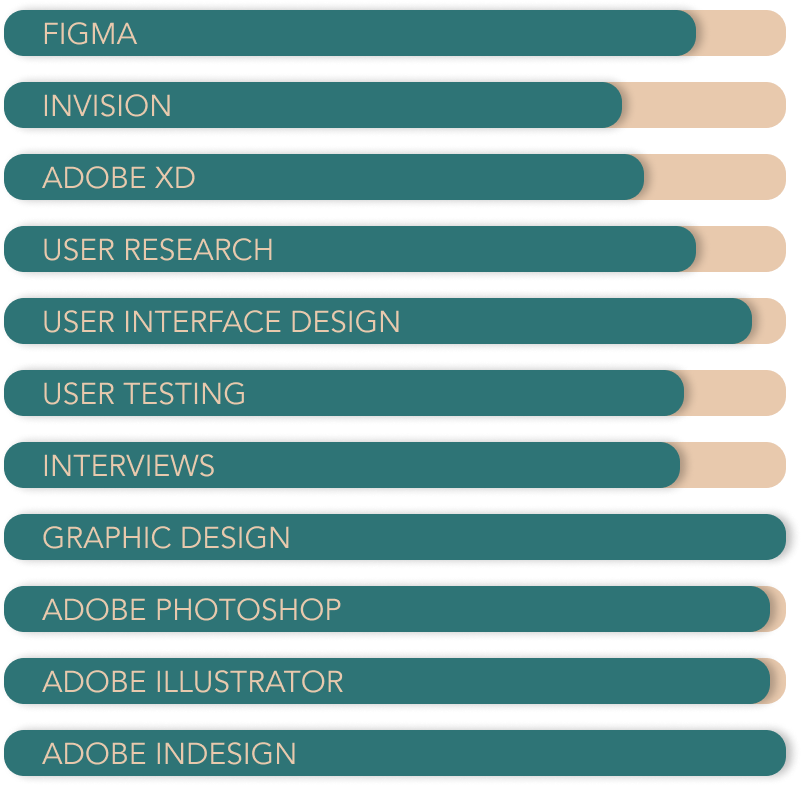 FIGMA
INVISION
ADOBE XD
USER RESEARCH
USER INTERFACE DESIGN
USER TESTING
INTERVIEWS
GRAPHIC DESIGN
ADOBE PHOTOSHOP
ADOBE ILLUSTRATOR
ADOBE INDESIGN